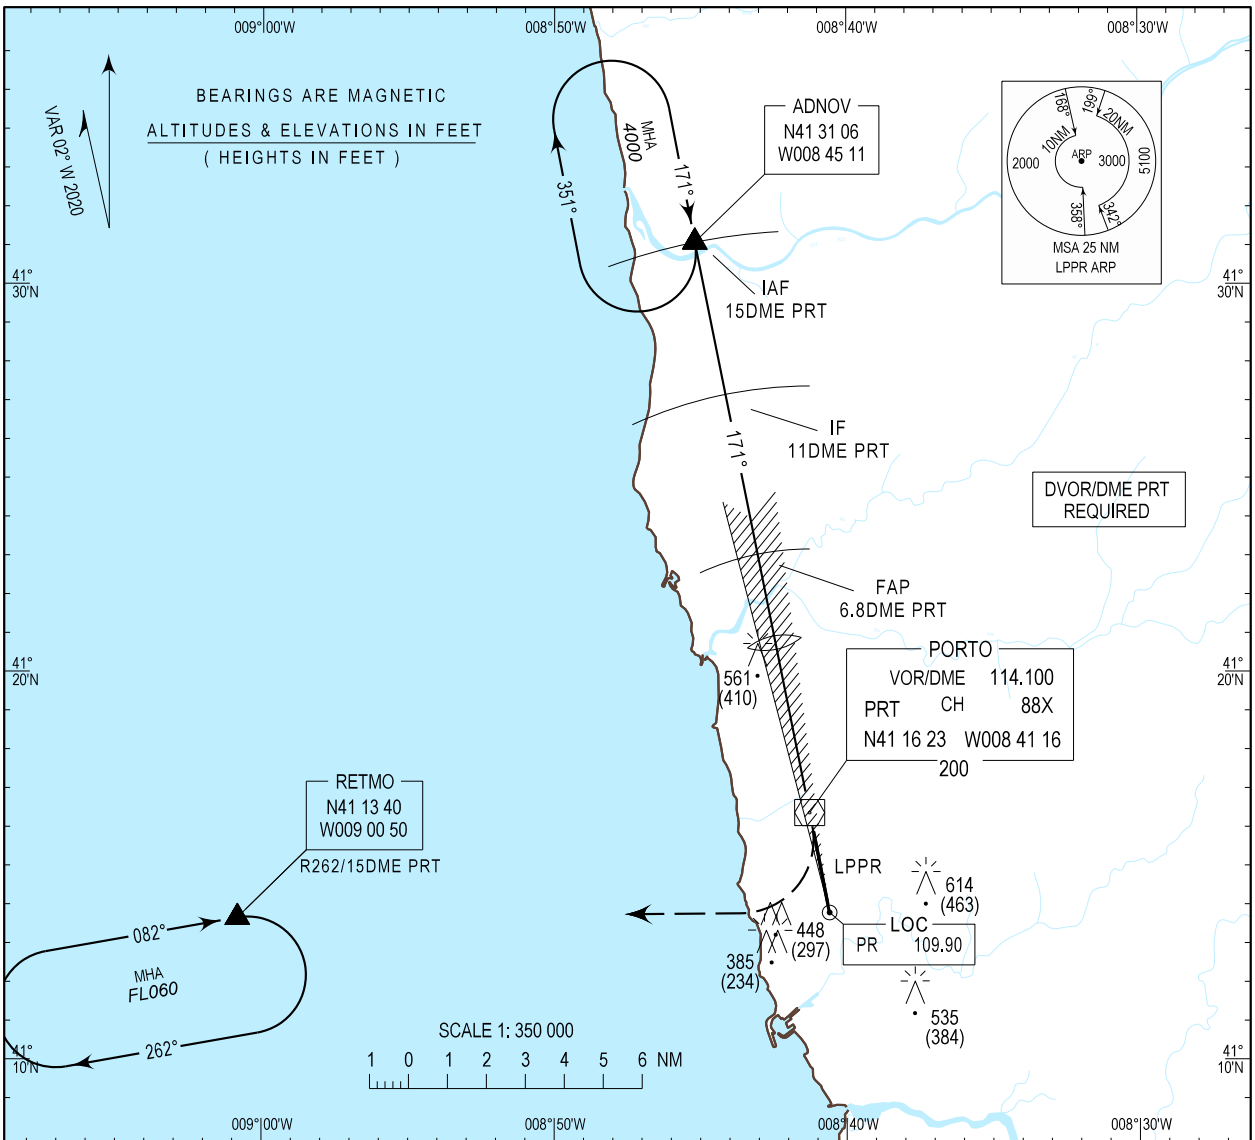 009°00'W
008°50'W
008°40'W
008°30'W
BEARINGS ARE MAGNETIC
ALTITUDES & ELEVATIONS IN FEET
( HEIGHTS IN FEET )
VAR 02° W 2020
MHA
4000
351°
171°
ADNOV
N41 31 06
W008 45 11
168°
199°
20NM
10NM
ARP
2000
3000
5100
358°
342°
MSA 25 NM
LPPR ARP
41°
30'N
41°
30'N
IAF
15DME PRT
IF
11DME PRT
171°
DVOR/DME PRT
REQUIRED
FAP
6.8DME PRT
41°
20'N
41°
20'N
561
(410)
PORTO
VOR/DME 114.100
PRT CH 88X
N41 16 23 W008 41 16
200
RETMO
N41 13 40
W009 00 50
R262/15DME PRT
LPPR
614
(463)
LOC
PR 109.90
448
(297)
385
(234)
535
(384)
082°
MHA
FL060
262°
SCALE 1: 350 000
1 0 1 2 3 4 5 6 NM
41°
10'N
41°
10'N
009°00'W
008°50'W
008°40'W
008°30'W